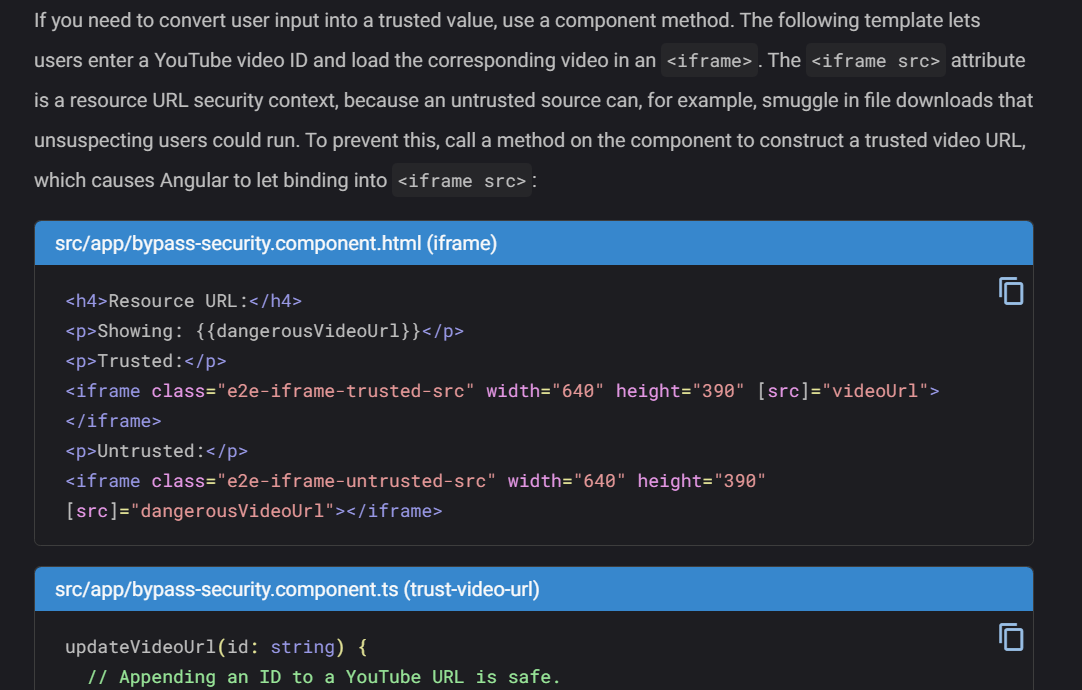 If you need to convert user input into a trusted value, use a component method. The following template lets
users enter a YouTube video ID and load the corresponding video in an <iframe>. The <iframe src> attribute
is a resource URL security context, because an untrusted source can, for example, smuggle in file downloads that
unsuspecting users could run. To prevent this, call a method on the component to construct a trusted video URL,
which causes Angular to let binding into <iframe src>:
src/app/bypass-security.component.html (iframe)
<h4>Resource URL:</h4>
<p>Showing: {{dangerousVideoUrl}}</p>
<p>Trusted:</p>
<iframe class="e2e-iframe-trusted-src" width="640" height="390" [src]="videoUrl">
</iframe>
<p>Untrusted:</p>
<iframe class="e2e-iframe-untrusted-src" width="640" height="390"
[src]="dangerousVideoUrl"></iframe>
src/app/bypass-security.component.ts (trust-video-url)
updateVideoUrl(id: string) {
// Appending an ID to a YouTube URL is safe.